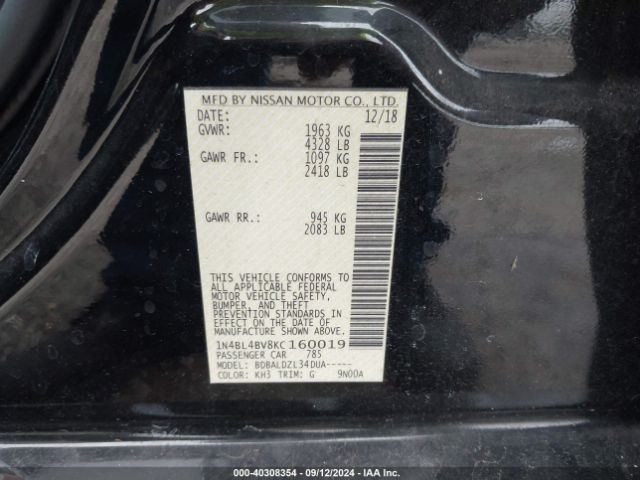 MFD BY NISSAN MOTOR CO., LTD.
DATE: 12/18
GVWR: 1963 KG
4328 LB
GAWR FR.: 1097 KG
2418 LB
GAWR RR.: 945 KG
2083 LB
THIS VEHICLE CONFORMS TO
ALL APPLICABLE FEDERAL
MOTOR VEHICLE SAFETY,
BUMPER, AND THEFT
PREVENTION STANDARDS IN
EFFECT ON THE DATE OF
MANUFACTURE SHOWN ABOVE.
1N4BL4BV8KC160019
PASSENGER CAR 785
MODEL: BDBALDZL34DUA-----
COLOR: KH3 TRIM: G 9N00A
000-40308354 - 09/12/2024 - IAA Inc.